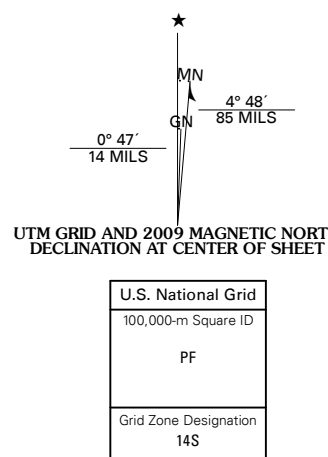 ★
MN
GN
4° 48´
85 MILS
0° 47´
14 MILS
UTM GRID AND 2009 MAGNETIC NORT
DECLINATION AT CENTER OF SHEET
U.S. National Grid
100,000-m Square ID
PF
Grid Zone Designation
14S